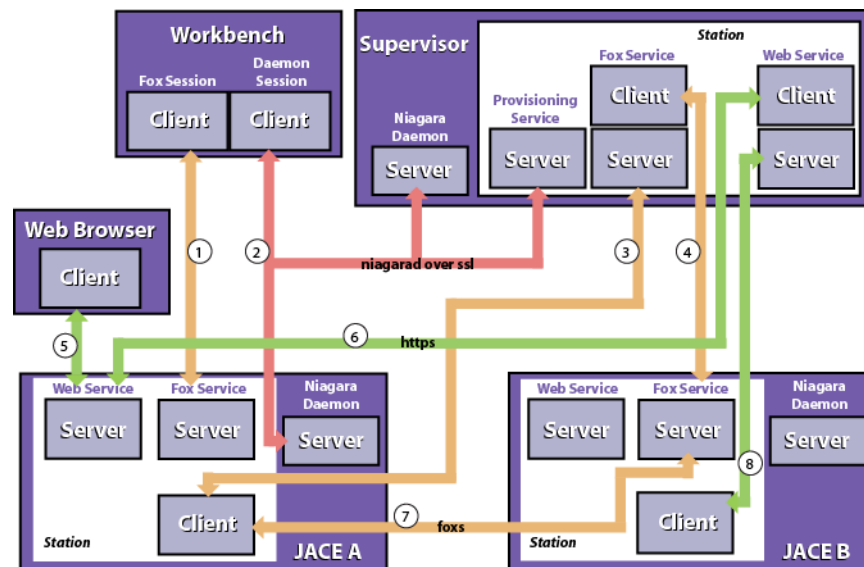 Workbench
Fox Session
Daemon
Session
Client
Client
Supervisor
Station
Fox Service
Web Service
Client
Client
Provisioning
Service
Niagara
Daemon
Server
Server
Server
Server
Web Browser
Client
1
2
3
4
niagarad over ssl
5
6
https
Web Service
Fox Service
Niagara
Daemon
Server
Server
Server
Client
Station
JACE A
7
foxs
Web Service
Fox Service
Niagara
Daemon
Server
Server
Server
8
Client
Station
JACE B